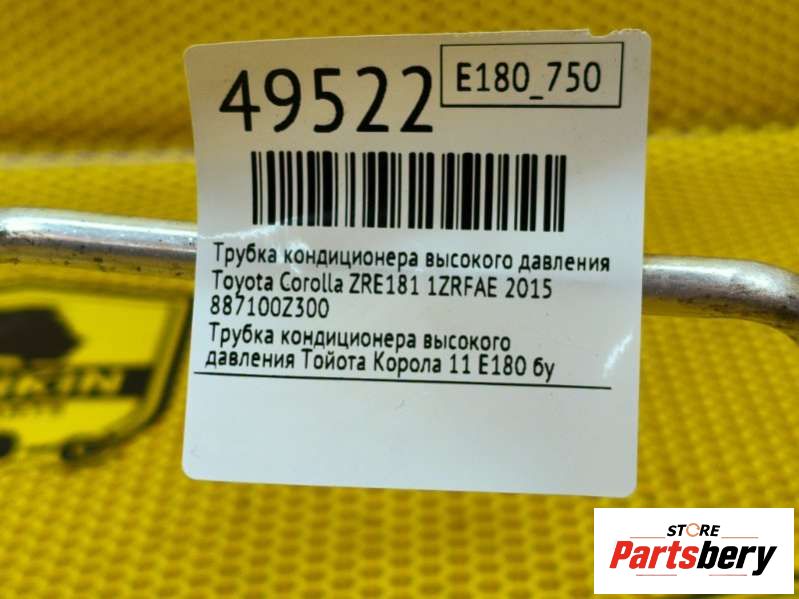 49522
E180_750
Трубка кондиционера высокого давления
Toyota Corolla ZRE181 1ZRFAE 2015
887100Z300
Трубка кондиционера высокого
давления Тойота Корола 11 Е180 бу
STORE
Partsbery